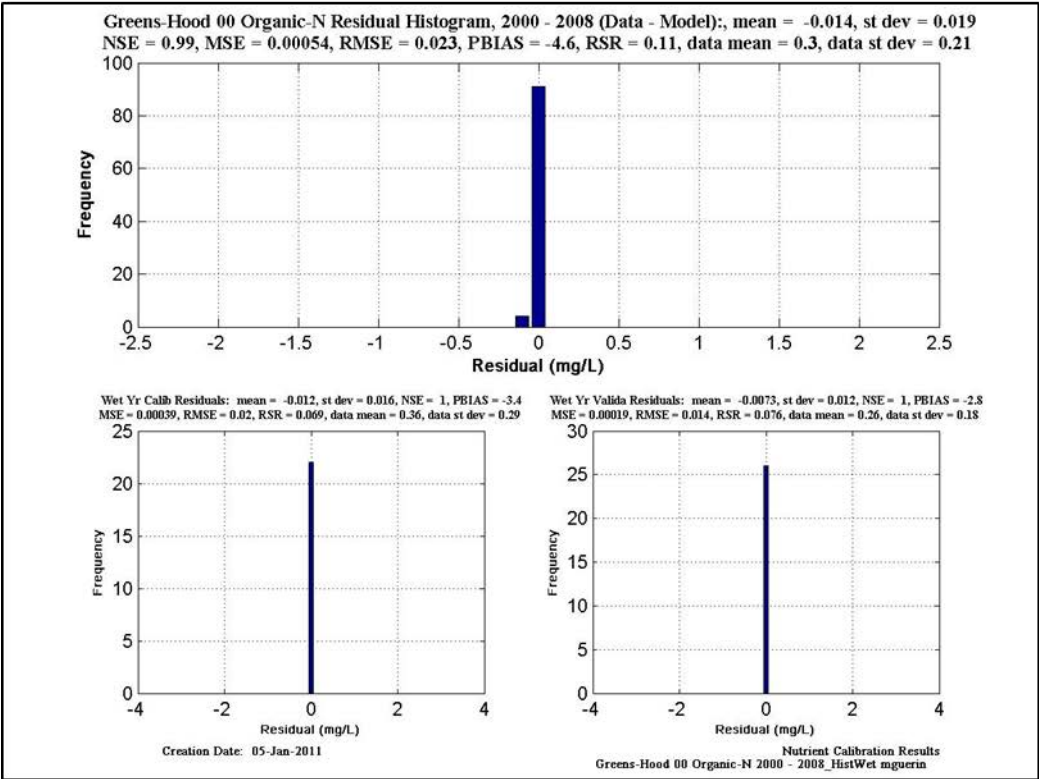 Greens-Hood 00 Organic-N Residual Histogram, 2000 - 2008 (Data - Model):, mean = -0.014, st dev = 0.019
NSE = 0.99, MSE = 0.00054, RMSE = 0.023, PBIAS = -4.6, RSR = 0.11, data mean = 0.3, data st dev = 0.21
100
80
60
40
20
0
Frequency
-2.5 -2 -1.5 -1 -0.5 0 0.5 1 1.5 2 2.5
Residual (mg/L)
Wet Yr Calib Residuals: mean = -0.012, st dev = 0.016, NSE = 1, PBIAS = -3.4
MSE = 0.00039, RMSE = 0.02, RSR = 0.069, data mean = 0.36, data st dev = 0.29
25
20
15
10
5
0
Frequency
-4 -2 0 2 4
Residual (mg/L)
Creation Date: 05-Jan-2011
Wet Yr Valida Residuals: mean = -0.0073, st dev = 0.012, NSE = 1, PBIAS = -2.8
MSE = 0.00019, RMSE = 0.014, RSR = 0.076, data mean = 0.26, data st dev = 0.18
30
25
20
15
10
5
0
Frequency
-4 -2 0 2 4
Residual (mg/L)
Nutrient Calibration Results
Greens-Hood 00 Organic-N 2000 - 2008_HistWet mguerin